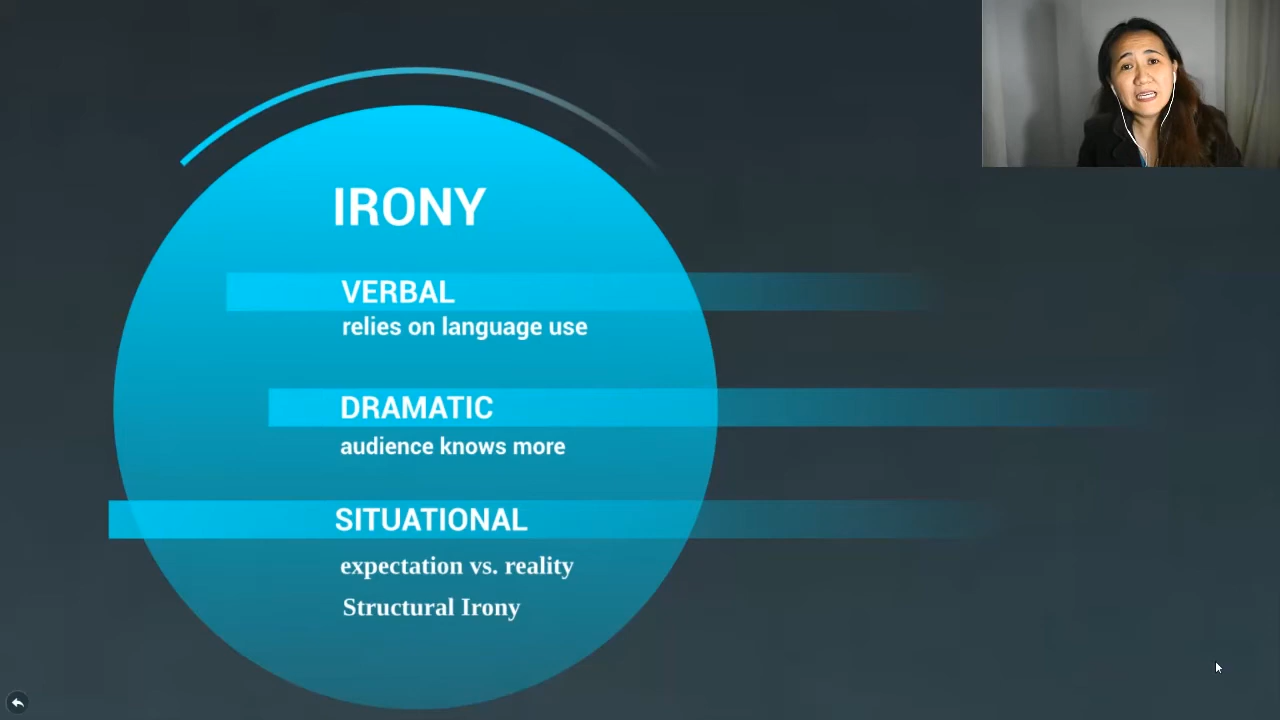 IRONY
VERBAL
relies on language use
DRAMATIC
audience knows more
SITUATIONAL
expectation vs. reality
Structural Irony